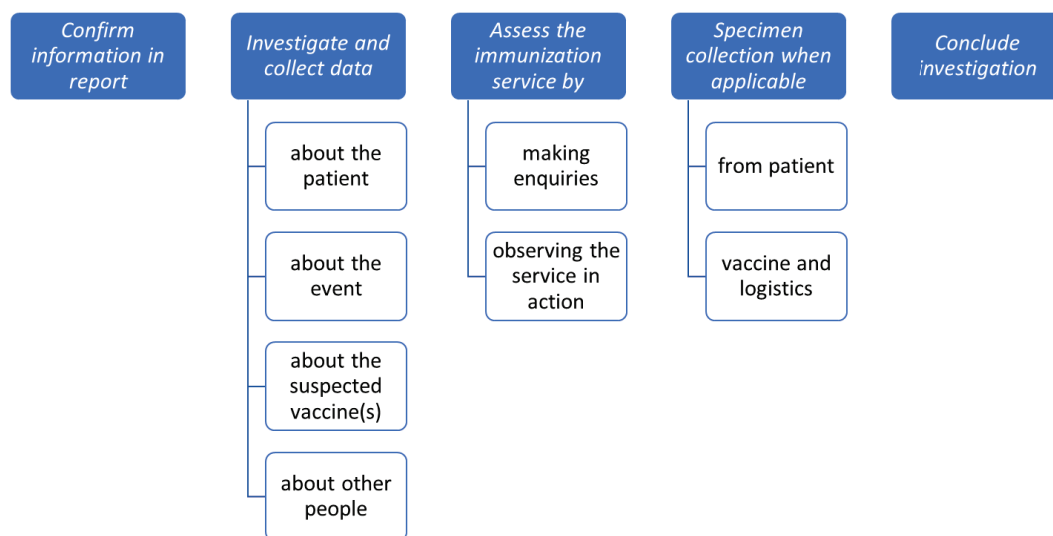 Confirm
information in
report
Investigate and
collect data
about the
patient
about the
event
about the
suspected
vaccine(s)
about other
people
Assess the
immunization
service by
making
enquiries
observing the
service in
action
Specimen
collection when
applicable
from patient
vaccine and
logistics
Conclude
investigation